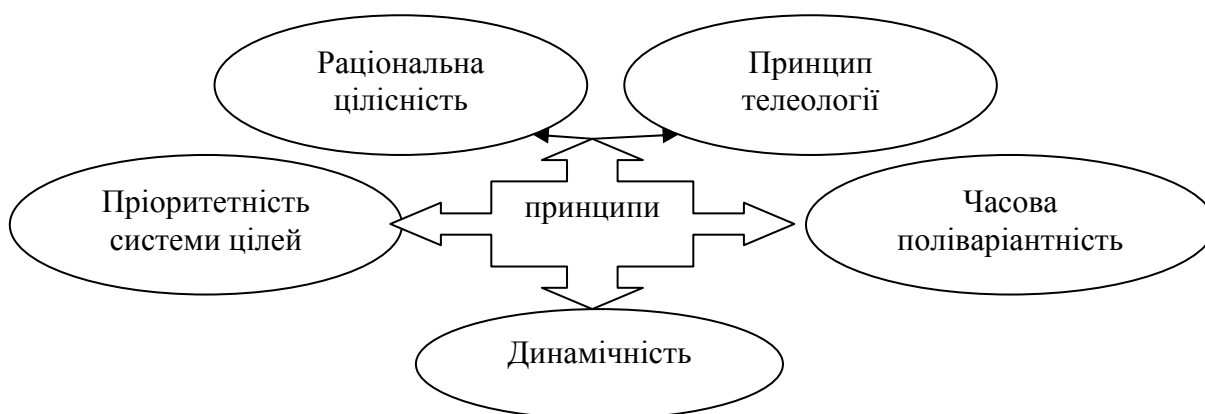 Раціональна
цілісність
Принцип
телеології
Пріоритетність
системи цілей
принципи
Часова
поліваріантність
Динамічність